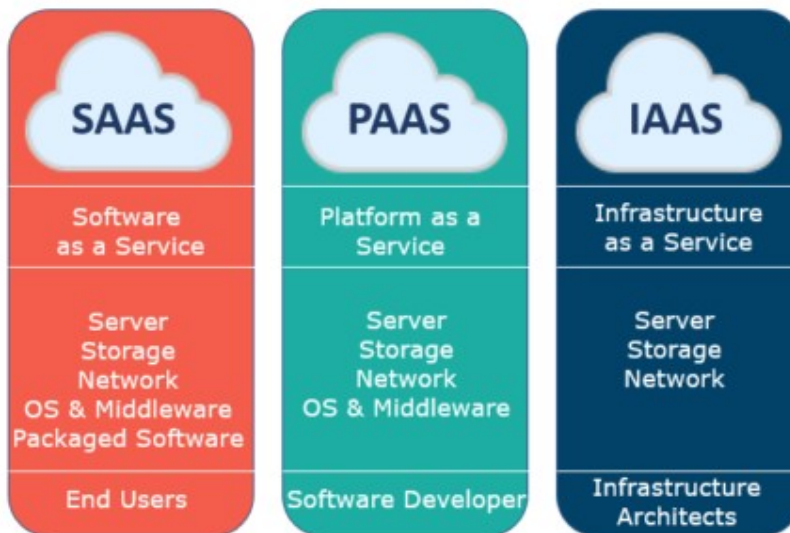 SAAS
Software
as a Service
Server
Storage
Network
OS & Middleware
Packaged Software
End Users
PAAS
Platform as a
Service
Server
Storage
Network
OS & Middleware
Software Developer
IAAS
Infrastructure
as a Service
Server
Storage
Network
Infrastructure
Architects